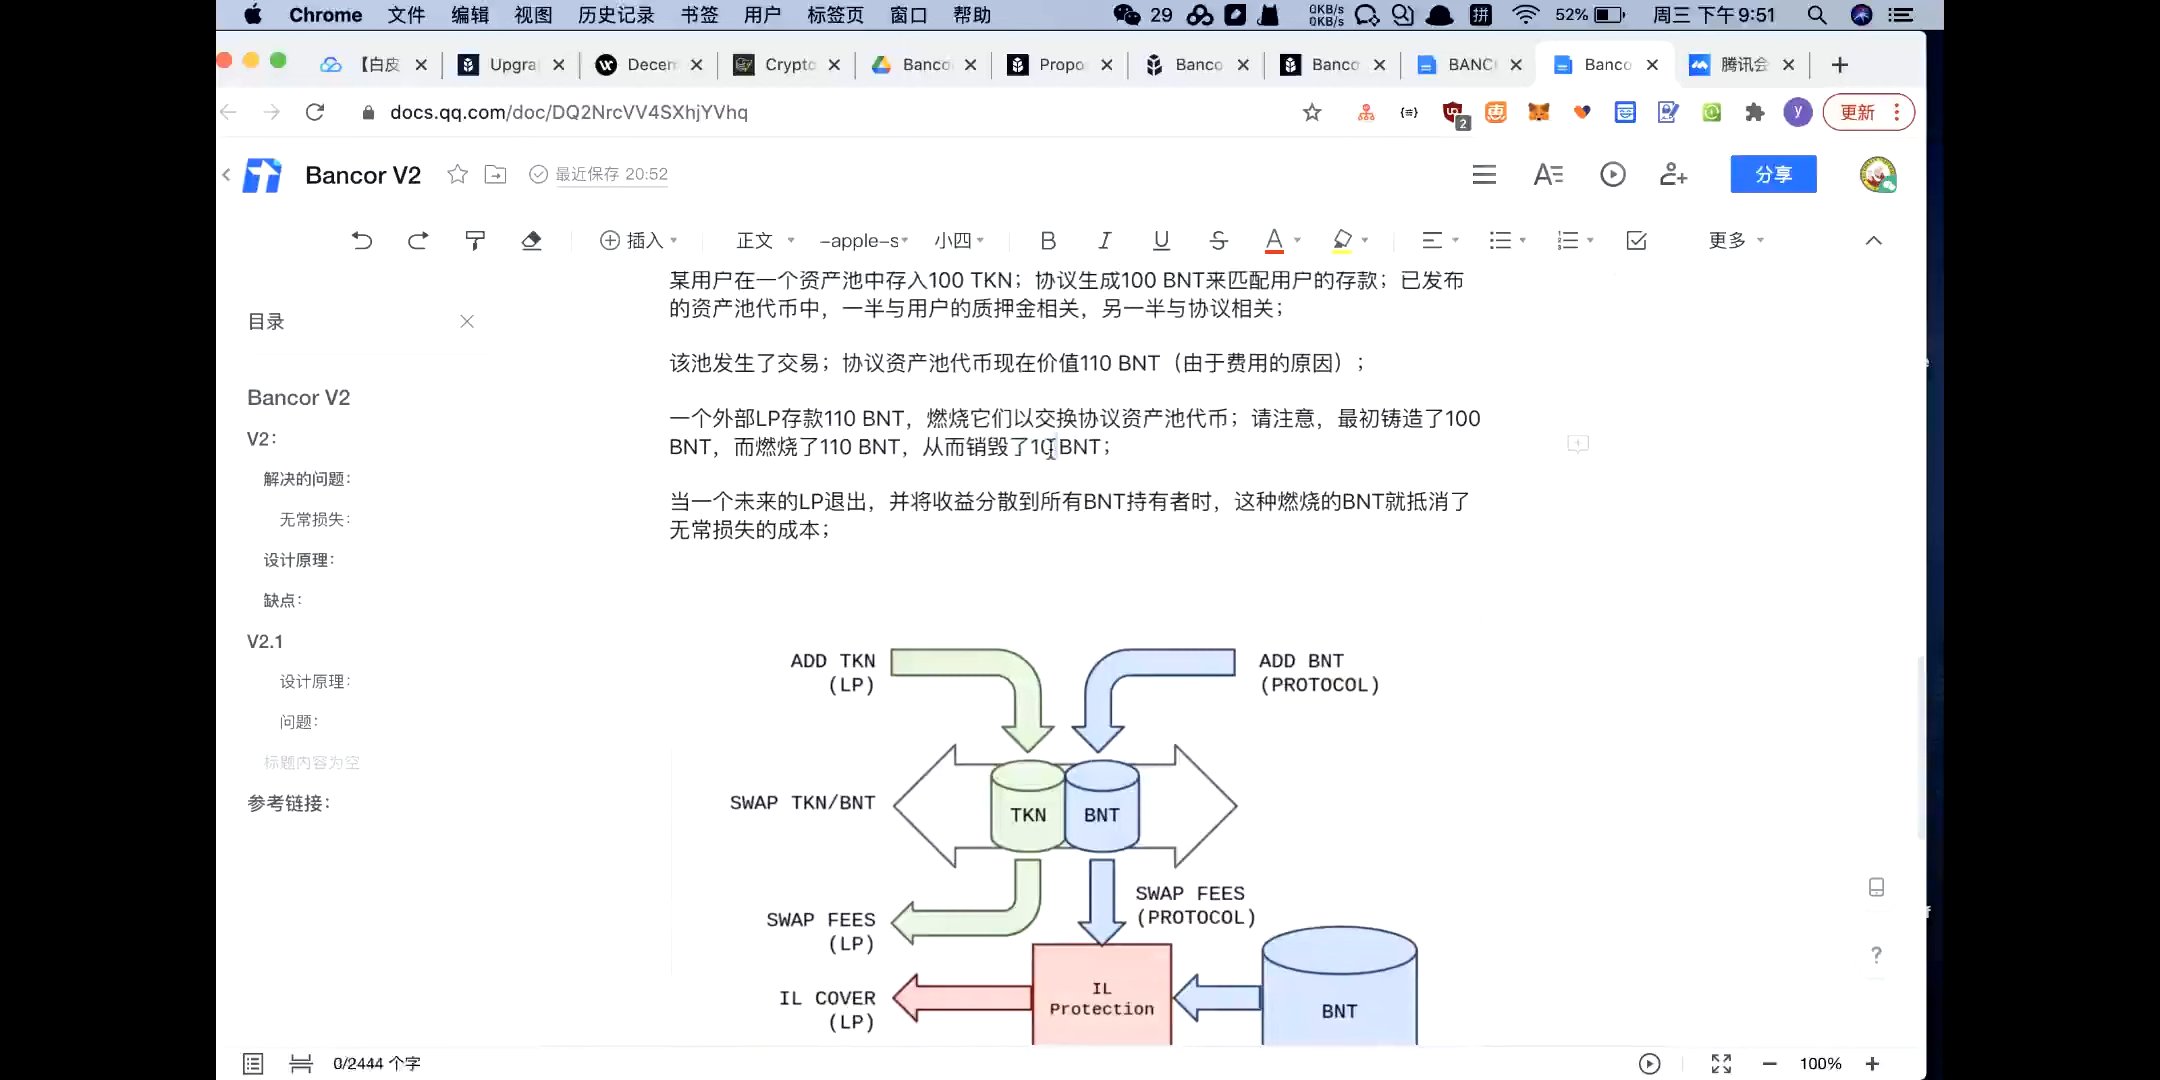 Chrome 文件 编辑 视图 历史记录 书签 用户 标签页 窗口 帮助 29 0KB/s 0KB/s 拼 52% 周三 下午9:51
【白皮 Upgra Decen Crypto Banco Propo Banco Banco BANC Banco 腾讯会
docs.qq.com/doc/DQ2NrcVV4SXhjYVhq 2 惠 y 更新
Bancor V2 最近保存 20:52 分享
插入 正文 -apple-s 小四 B I U S A 更多
目录
Bancor V2
V2：
解决的问题：
无常损失：
设计原理：
缺点：
V2.1
设计原理：
问题：
标题内容为空
参考链接：
某用户在一个资产池中存入100 TKN；协议生成100 BNT来匹配用户的存款；已发布
的资产池代币中，一半与用户的质押金相关，另一半与协议相关；
该池发生了交易；协议资产池代币现在价值110 BNT（由于费用的原因）；
一个外部LP存款110 BNT，燃烧它们以交换协议资产池代币；请注意，最初铸造了100
BNT，而燃烧了110 BNT，从而销毁了10 BNT；
当一个未来的LP退出，并将收益分散到所有BNT持有者时，这种燃烧的BNT就抵消了
无常损失的成本；
ADD TKN
(LP)
ADD BNT
(PROTOCOL)
SWAP TKN/BNT
TKN
BNT
SWAP FEES
(PROTOCOL)
SWAP FEES
(LP)
IL COVER
(LP)
IL
Protection
BNT
0/2444 个字 100%